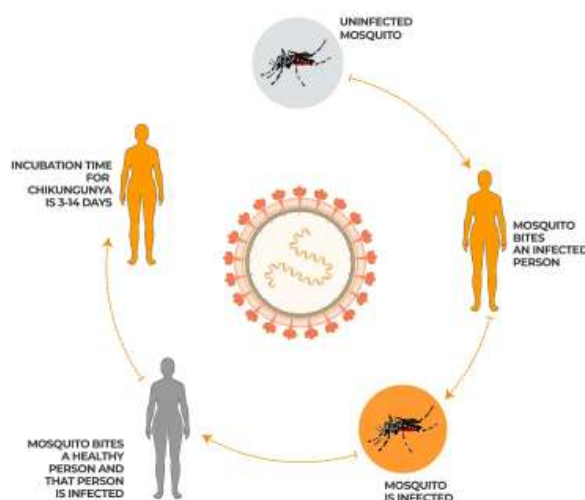 UNINFECTED
MOSQUITO
MOSQUITO
BITES
AN INFECTED
PERSON
MOSQUITO
IS INFECTED
MOSQUITO BITES
A HEALTHY
PERSON AND
THAT PERSON
IS INFECTED
INCUBATION TIME
FOR
CHIKUNGUNYA
IS 3-14 DAYS